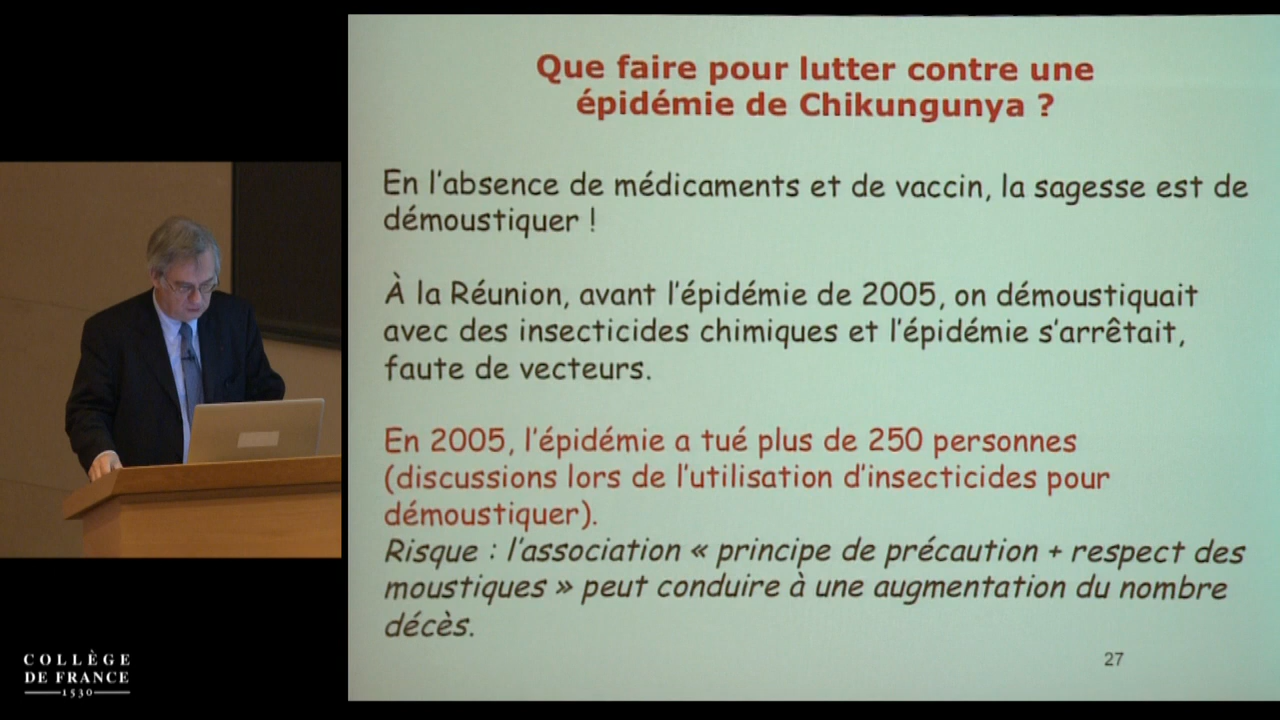 Que faire pour lutter contre une
épidémie de Chikungunya ?
En l'absence de médicaments et de vaccin, la sagesse est de
démoustiquer !
À la Réunion, avant l'épidémie de 2005, on démoustiquait
avec des insecticides chimiques et l'épidémie s'arrêtait,
faute de vecteurs.
En 2005, l'épidémie a tué plus de 250 personnes
(discussions lors de l'utilisation d'insecticides pour
démoustiquer).
Risque : l'association « principe de précaution + respect des
moustiques » peut conduire à une augmentation du nombre
décès.
27
COLLÈGE
DE FRANCE
1530